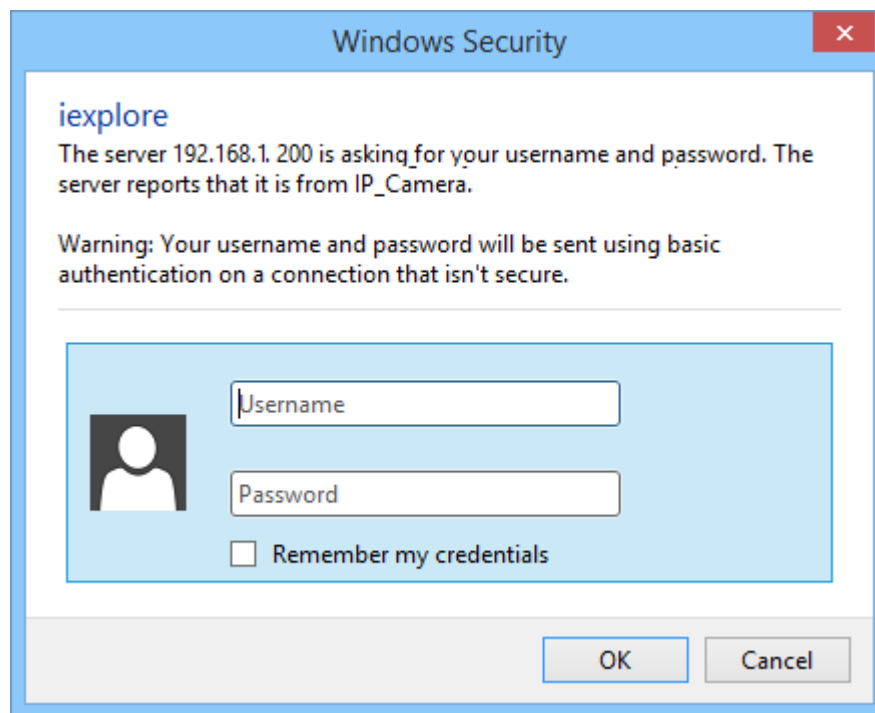 Windows Security
iexplore
The server 192.168.1. 200 is asking for your username and password. The
server reports that it is from IP_Camera.
Warning: Your username and password will be sent using basic
authentication on a connection that isn't secure.
Username
Password
Remember my credentials
OK Cancel